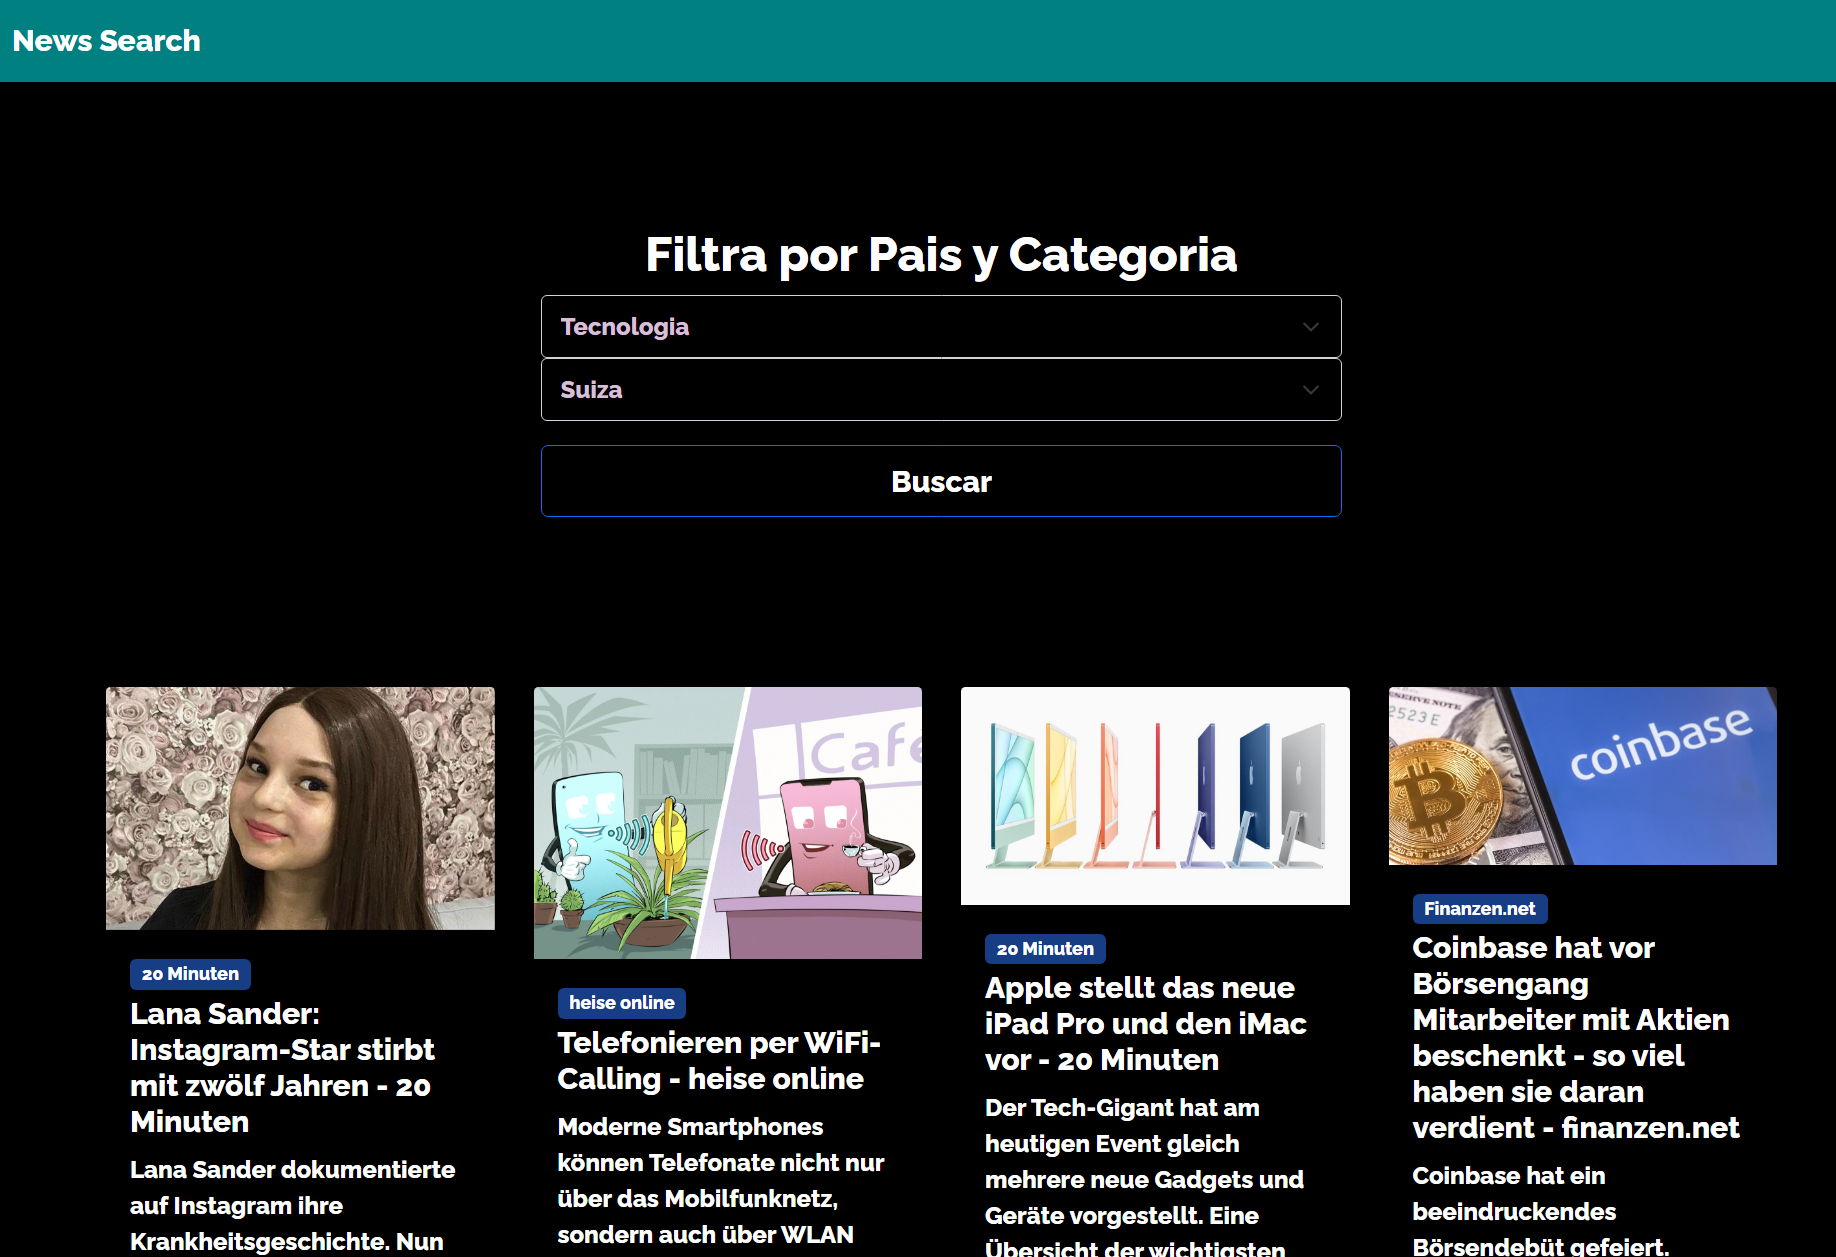 News Search
Filtra por Pais y Categoria
Tecnologia
Suiza
Buscar
20 Minuten
Lana Sander:
Instagram-Star stirbt
mit zwölf Jahren - 20
Minuten
Lana Sander dokumentierte
auf Instagram ihre
Krankheitsgeschichte. Nun
Cafe
heise online
Telefonieren per WiFi-
Calling - heise online
Moderne Smartphones
können Telefonate nicht nur
über das Mobilfunknetz,
sondern auch über WLAN
20 Minuten
Apple stellt das neue
iPad Pro und den iMac
vor - 20 Minuten
Der Tech-Gigant hat am
heutigen Event gleich
mehrere neue Gadgets und
Geräte vorgestellt. Eine
Übersicht der wichtigsten
SERVE NOTE
2523 E
coinbase
Finanzen.net
Coinbase hat vor
Börsengang
Mitarbeiter mit Aktien
beschenkt - so viel
haben sie daran
verdient - finanzen.net
Coinbase hat ein
beeindruckendes
Börsendebüt gefeiert.